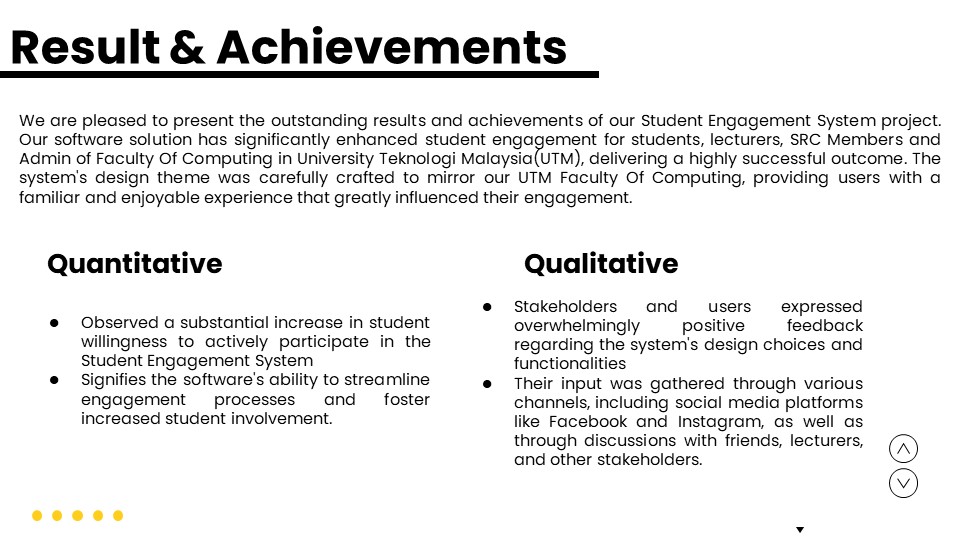 Result & Achievements
We are pleased to present the outstanding results and achievements of our Student Engagement System project.
Our software solution has significantly enhanced student engagement for students, lecturers, SRC Members and
Admin of Faculty Of Computing in University Teknologi Malaysia(UTM), delivering a highly successful outcome. The
system's design theme was carefully crafted to mirror our UTM Faculty Of Computing, providing users with a
familiar and enjoyable experience that greatly influenced their engagement.
Quantitative
● Observed a substantial increase in student
willingness to actively participate in the
Student Engagement System
● Signifies the software's ability to streamline
engagement processes and foster
increased student involvement.
Qualitative
● Stakeholders and users expressed
overwhelmingly positive feedback
regarding the system's design choices and
functionalities
● Their input was gathered through various
channels, including social media platforms
like Facebook and Instagram, as well as
through discussions with friends, lecturers,
and other stakeholders.